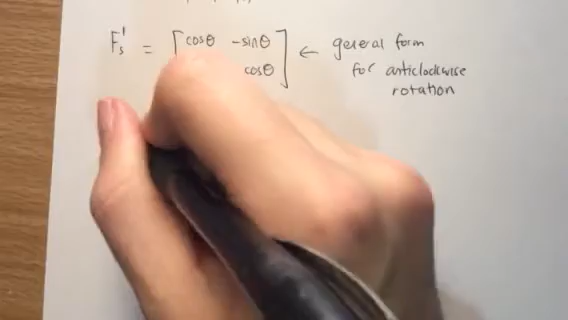 F's = [cosθ -sinθ ← general form
cosθ] for anticlockwise
rotation